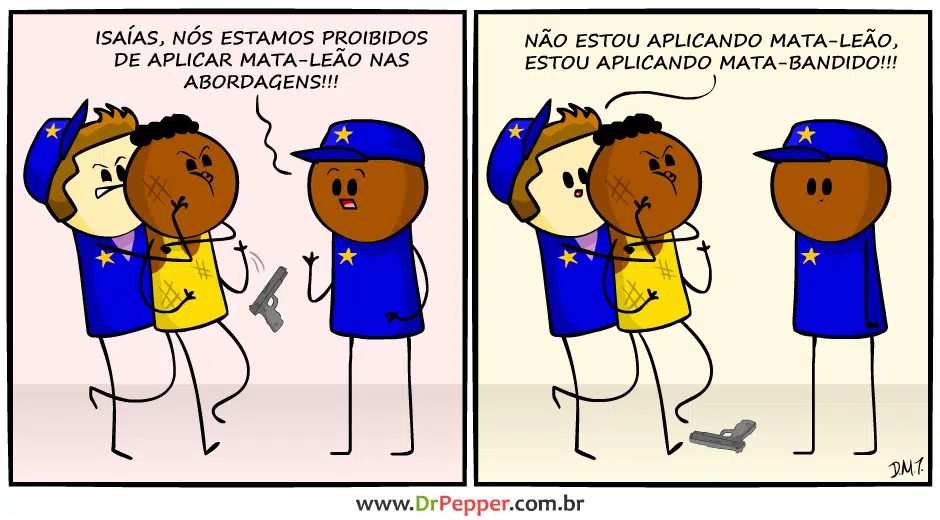 ISAÍAS, NÓS ESTAMOS PROIBIDOS
DE APLICAR MATA-LEÃO NAS
ABORDAGENS!!!
NÃO ESTOU APLICANDO MATA-LEÃO,
ESTOU APLICANDO MATA-BANDIDO!!!
D.M.J.
www.DrPepper.com.br